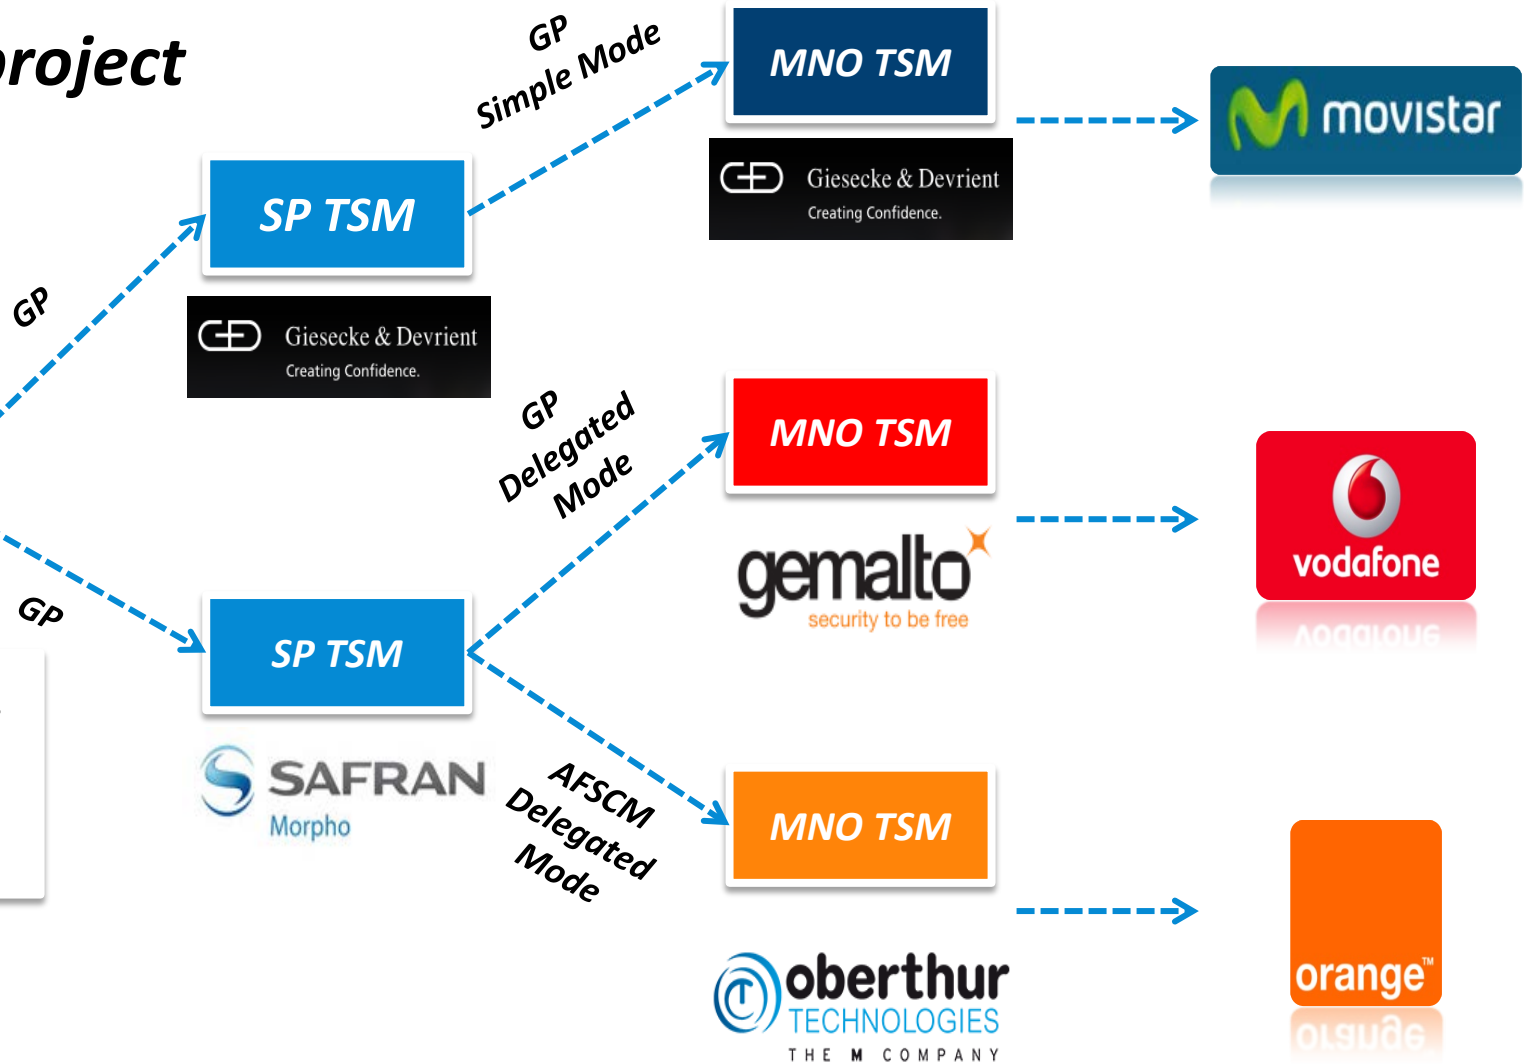 project
GP
Simple Mode
MNO TSM
movistar
Giesecke & Devrient
Creating Confidence.
SP TSM
GP
Giesecke & Devrient
Creating Confidence.
GP
Delegated
Mode
MNO TSM
gemalto
security to be free
vodafone
GP
SP TSM
SAFRAN
Morpho
AFSCM
Delegated
Mode
MNO TSM
oberthur
TECHNOLOGIES
THE M COMPANY
orange™